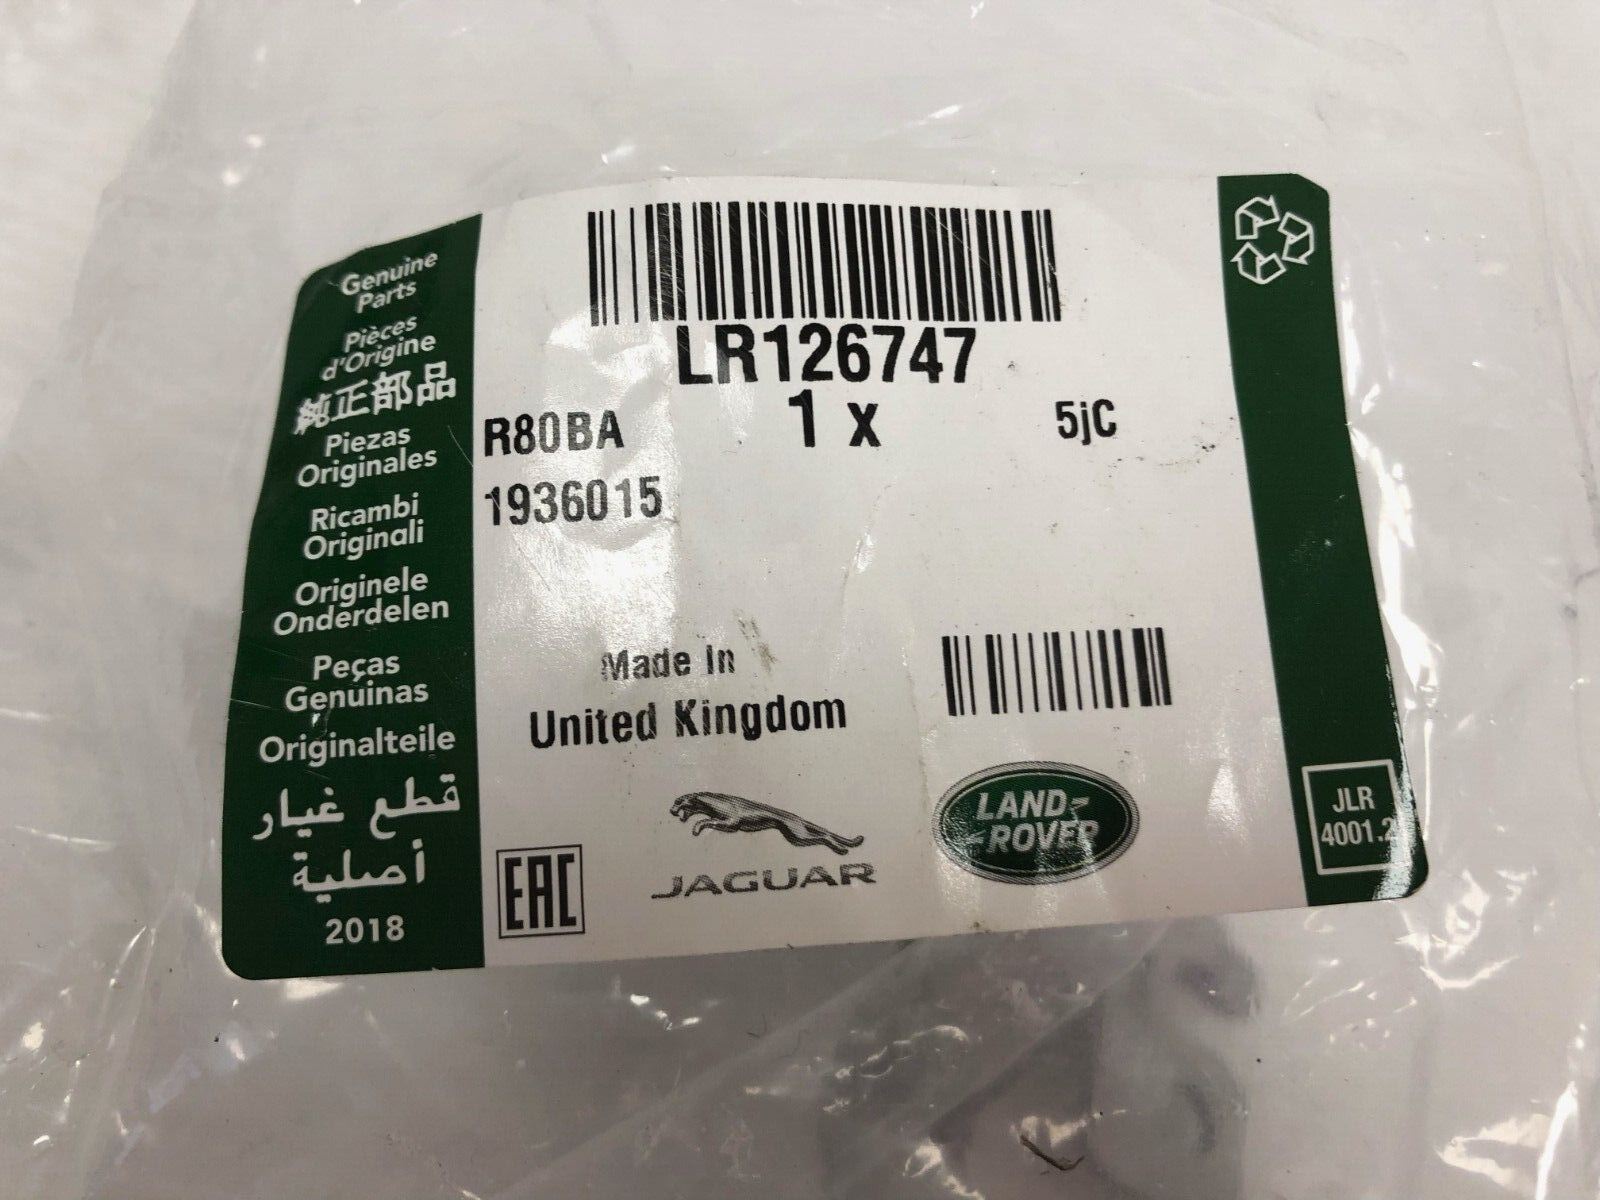 Genuine
Parts
Pièces
d'Origine
純正部品
Piezas
Originales
Ricambi
Originali
Originele
Onderdelen
Peças
Genuinas
Originalteile
قطع غيار
أصلية
2018
LR126747
R80BA 1 x 5jC
1936015
Made In
United Kingdom
EAC
JAGUAR
LAND
ROVER
JLR
4001.2